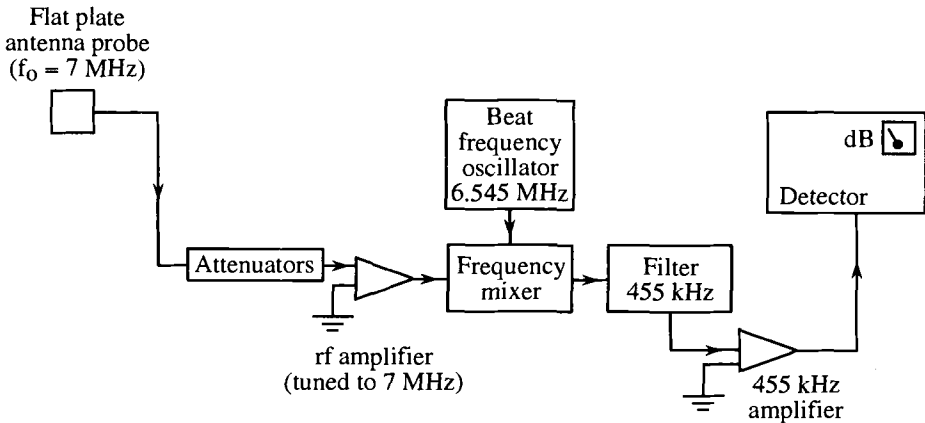 Flat plate
antenna probe
(fo = 7 MHz)
Beat
frequency
oscillator
6.545 MHz
dB
Detector
Attenuators
Frequency
mixer
Filter
455 kHz
rf amplifier
(tuned to 7 MHz)
455 kHz
amplifier